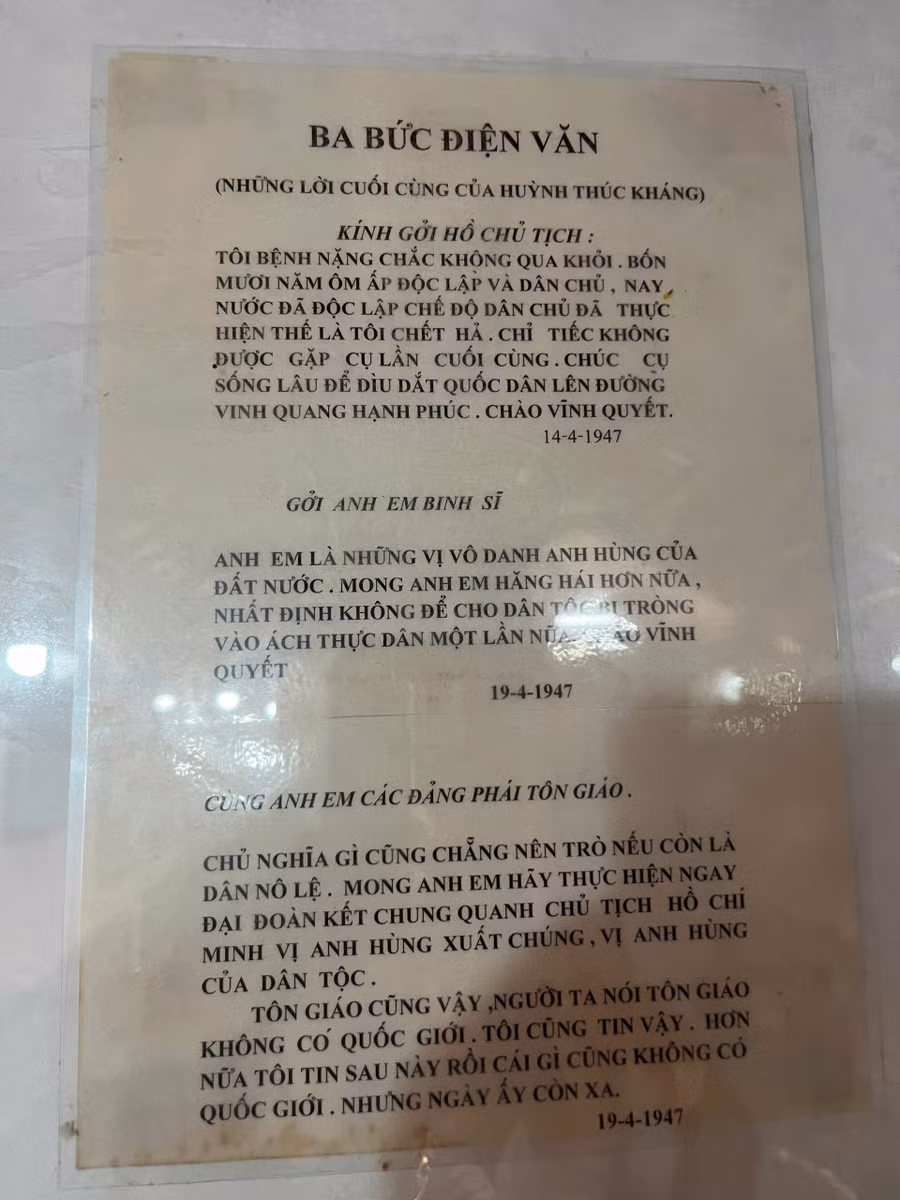 BA BỨC ĐIỆN VĂN
(NHỮNG LỜI CUỐI CÙNG CỦA HUỲNH THÚC KHÁNG)
KÍNH GỞI HỒ CHỦ TỊCH :
TÔI BỆNH NẶNG CHẮC KHÔNG QUA KHỎI . BỐN
MƯƠI NĂM ÔM ẤP ĐỘC LẬP VÀ DÂN CHỦ , NAY
NƯỚC ĐÃ ĐỘC LẬP CHẾ ĐỘ DÂN CHỦ ĐÃ THỰC
HIỆN THẾ LÀ TÔI CHẾT HẢ . CHỈ TIẾC KHÔNG
ĐƯỢC GẶP CỤ LẦN CUỐI CÙNG . CHÚC CỤ
SỐNG LÂU ĐỂ DÌU DẮT QUỐC DÂN LÊN ĐƯỜNG
VINH QUANG HẠNH PHÚC . CHÀO VĨNH QUYẾT.
14-4-1947
GỞI ANH EM BINH SĨ
ANH EM LÀ NHỮNG VỊ VÔ DANH ANH HÙNG CỦA
ĐẤT NƯỚC . MONG ANH EM HĂNG HÁI HƠN NỮA ,
NHẤT ĐỊNH KHÔNG ĐỂ CHO DÂN TỘC BỊ TRÒNG
VÀO ÁCH THỰC DÂN MỘT LẦN NỮA VĨNH
QUYẾT
19-4-1947
CÙNG ANH EM CÁC ĐẢNG PHÁI TÔN GIÁO .
CHỦ NGHĨA GÌ CŨNG CHẲNG NÊN TRÒ NẾU CÒN LÀ
DÂN NÔ LỆ . MONG ANH EM HÃY THỰC HIỆN NGAY
ĐẠI ĐOÀN KẾT CHUNG QUANH CHỦ TỊCH HỒ CHÍ
MINH VỊ ANH HÙNG XUẤT CHÚNG , VỊ ANH HÙNG
CỦA DÂN TỘC .
TÔN GIÁO CŨNG VẬY ,NGƯỜI TA NÓI TÔN GIÁO
KHÔNG CÓ QUỐC GIỚI . TÔI CŨNG TIN VẬY . HƠN
NỮA TÔI TIN SAU NÀY RỒI CÁI GÌ CŨNG KHÔNG CÓ
QUỐC GIỚI . NHƯNG NGÀY ẤY CÒN XA.
19-4-1947